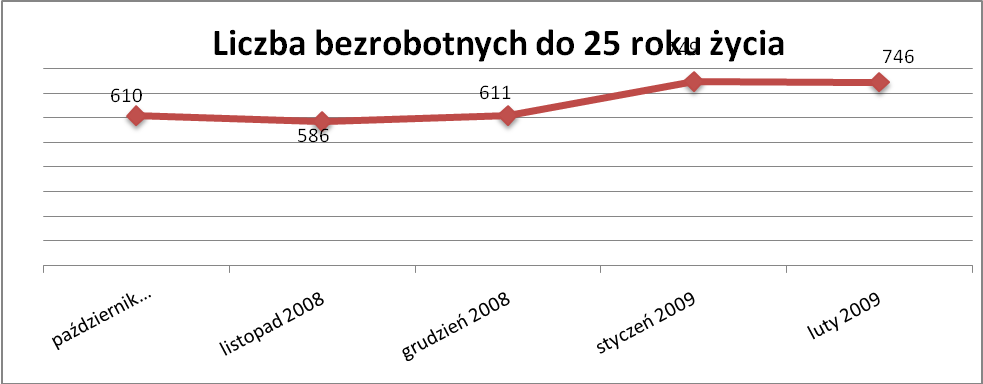 Liczba bezrobotnych do 25 roku życia
610
586
611
746
październik...
listopad 2008
grudzień 2008
styczeń 2009
luty 2009